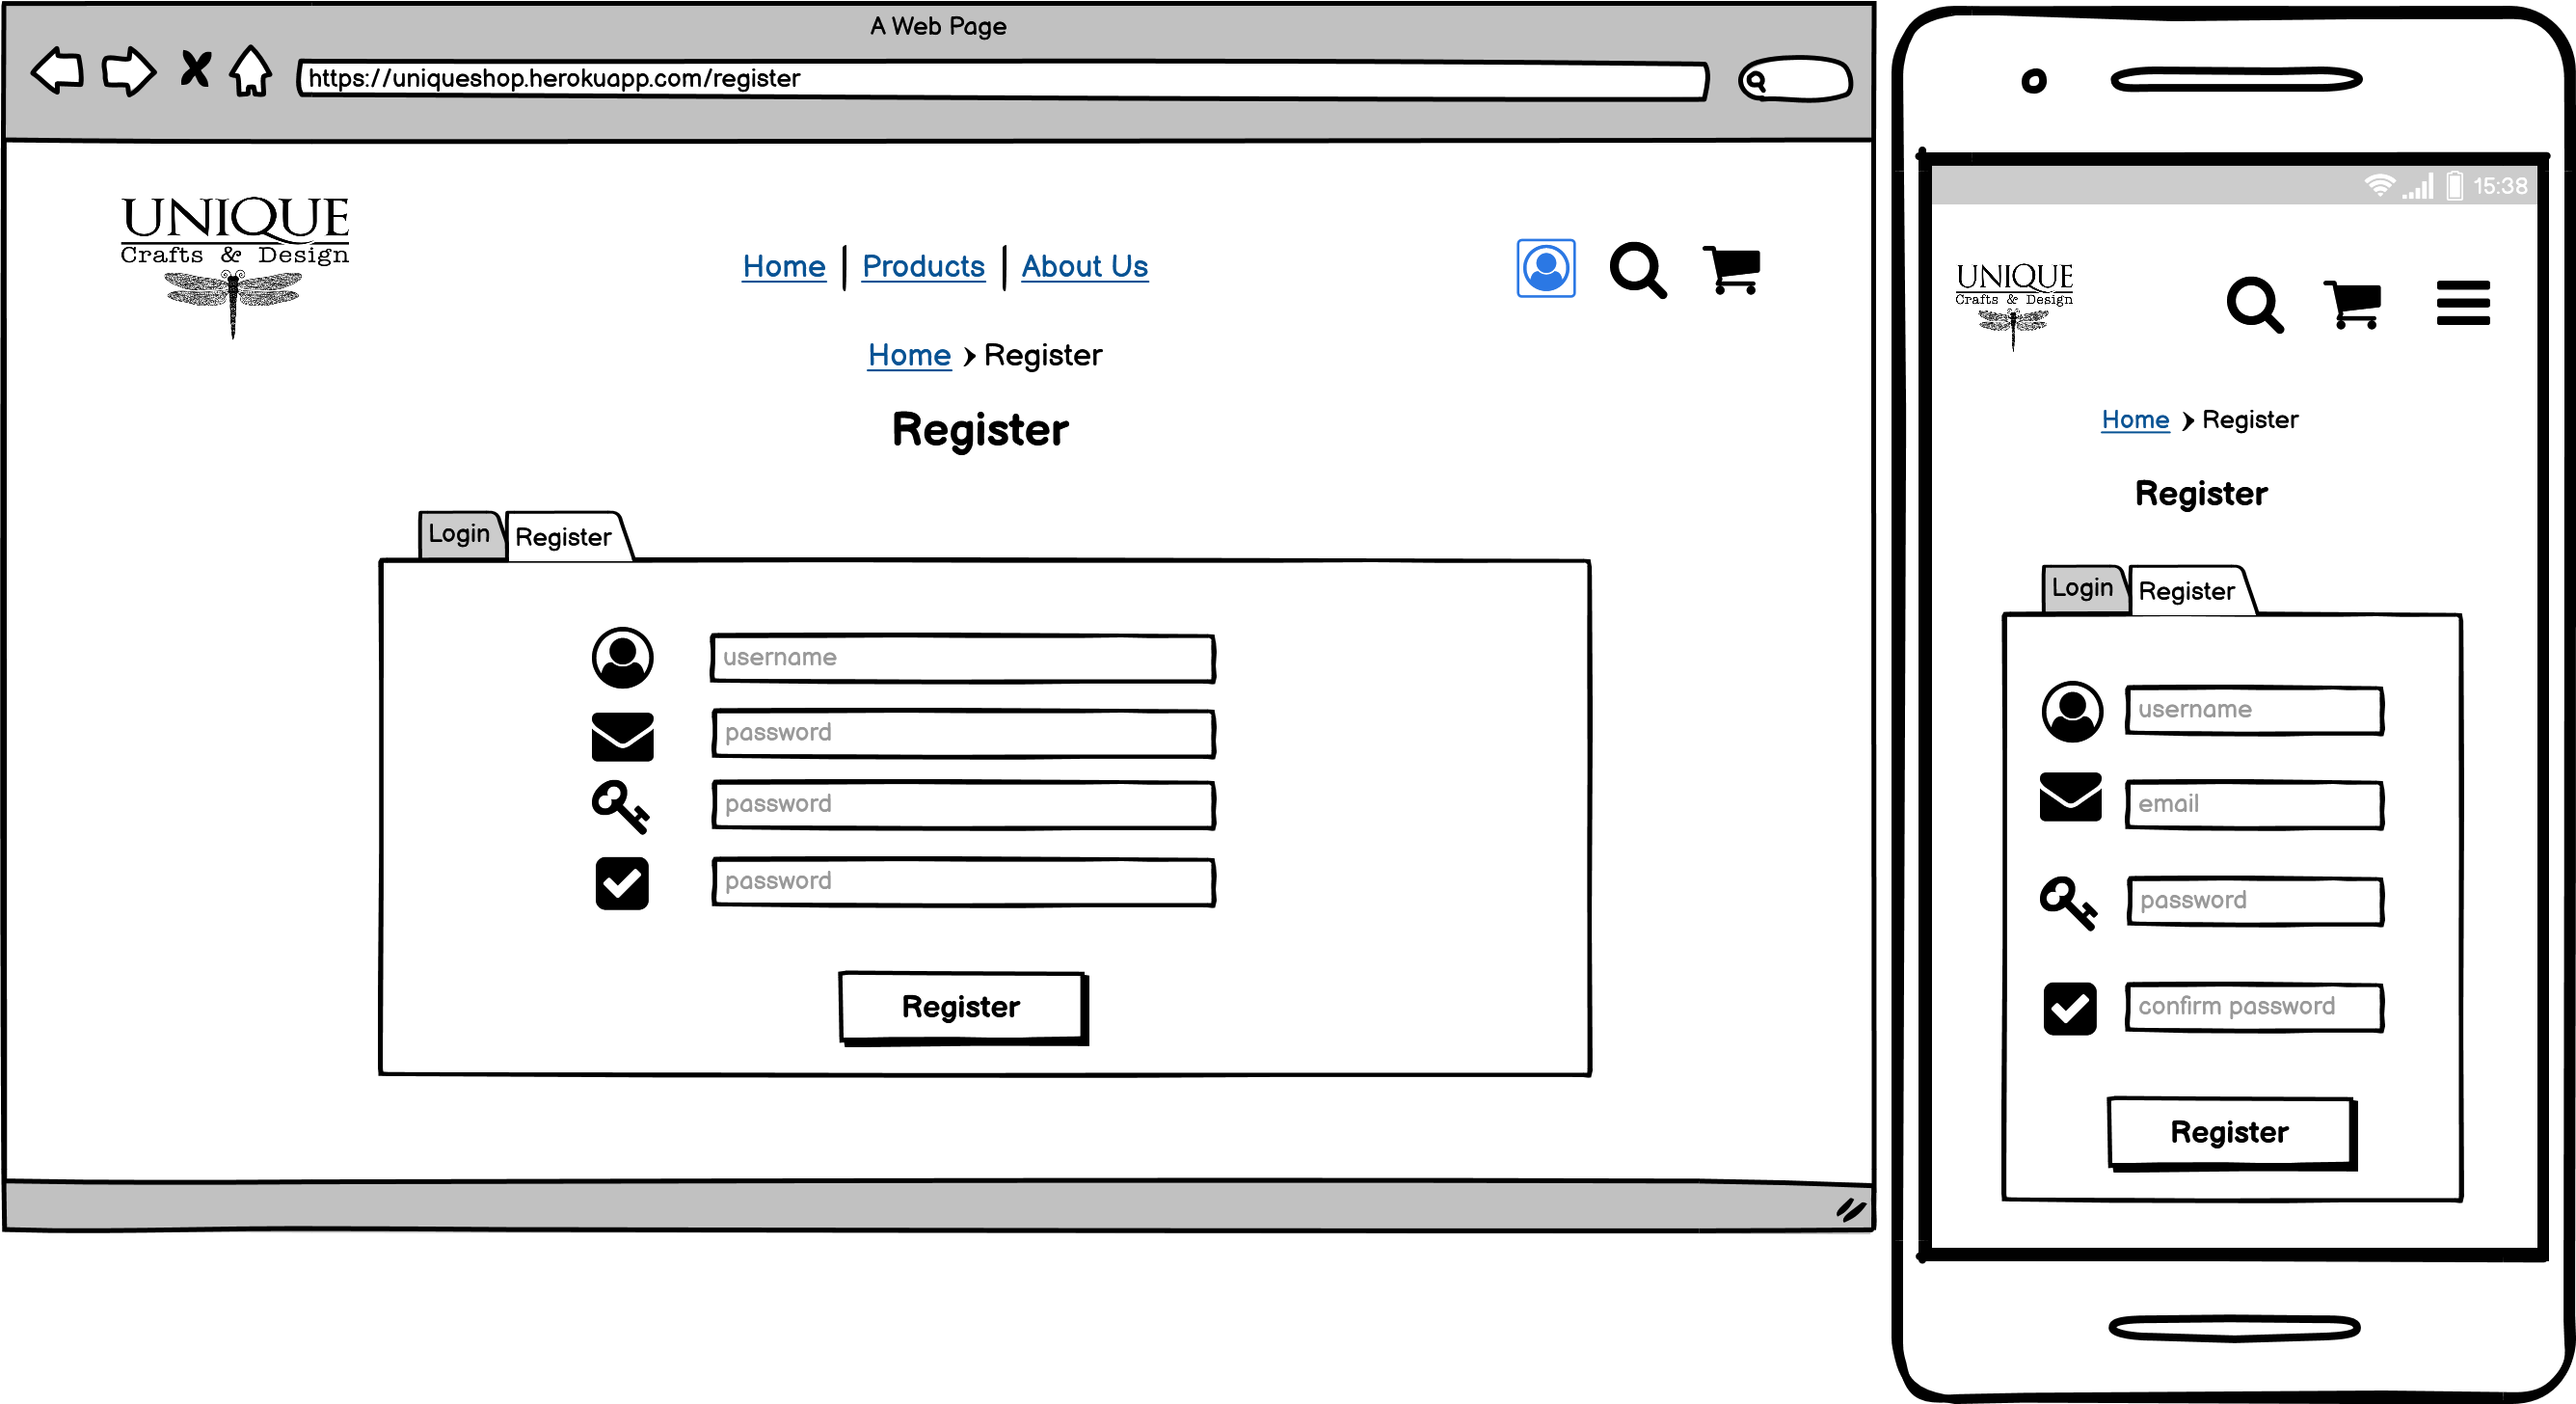 A Web Page
https://uniqueshop.herokuapp.com/register
UNIQUE
Crafts & Design
Home | Products | About Us
Home > Register
Register
Login Register
username
password
password
password
Register
15:38
UNIQUE
Crafts & Design
Home > Register
Register
Login Register
username
email
password
confirm password
Register